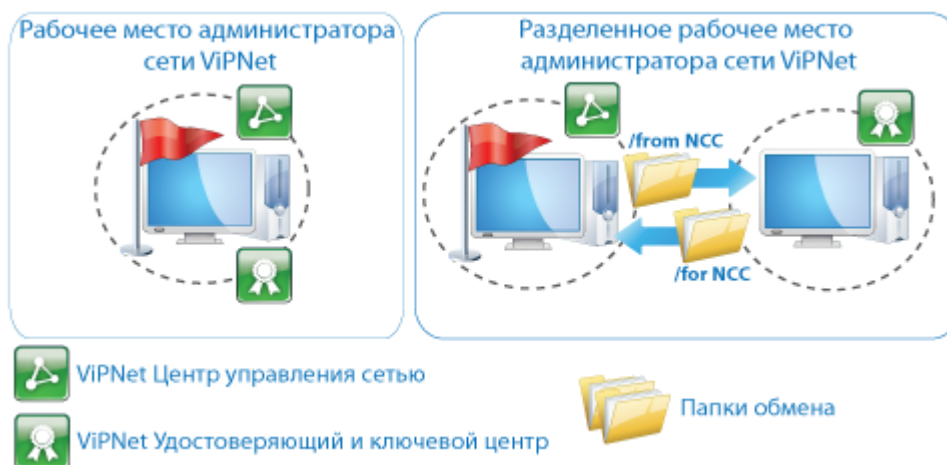 Рабочее место администратора
сети ViPNet
Разделенное рабочее место
администратора сети ViPNet
/from NCC
/for NCC
ViPNet Центр управления сетью
ViPNet Удостоверяющий и ключевой центр
Папки обмена